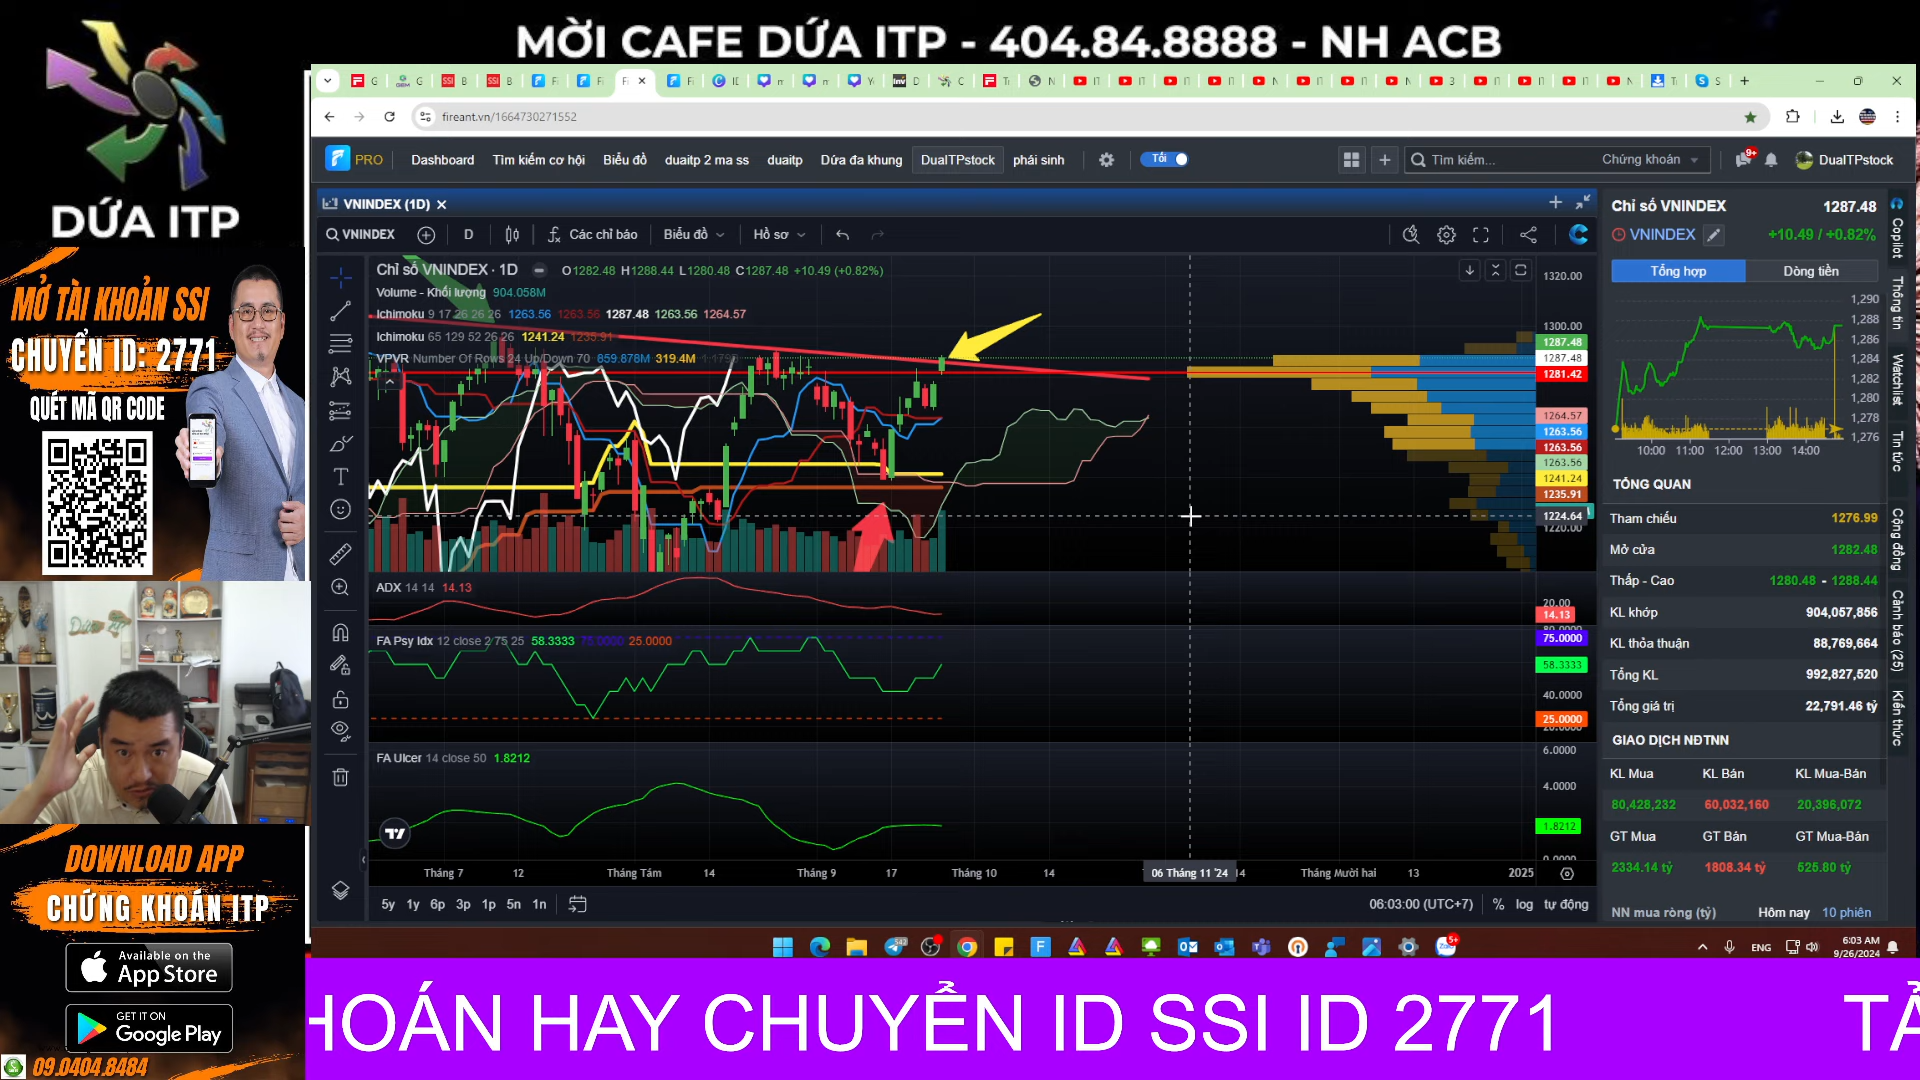 MỜI CAFE DỨA ITP - 404.84.8888 - NH ACB
DỨA ITP
MỞ TÀI KHOẢN SSI
CHUYỂN ID: 2771
QUÉT MÃ QR CODE
DOWNLOAD APP
CHỨNG KHOÁN ITP
Available on the
App Store
GET IT ON
Google Play
09.0404.8484
fireant.vn/1664730271552
PRO
Dashboard
Tìm kiếm cơ hội
Biểu đồ
duaitp 2 ma ss
duaitp
Dứa đa khung
DuaITPstock
phái sinh
Tối
Tìm kiếm...
Chứng khoán
9+
DuaITPstock
VNINDEX (1D)
VNINDEX
D
Các chỉ báo
Biểu đồ
Hồ sơ
Chỉ số VNINDEX · 1D
O1282.48 H1288.44 L1280.48 C1287.48 +10.49 (+0.82%)
Volume - Khối lượng 904.058M
Ichimoku 9 17 26 26 26 1263.56 1263.56 1287.48 1263.56 1264.57
Ichimoku 65 129 52 26 26 1241.24 1235.91
VPVR Number Of Rows 24 Up/Down 70 859.878M 319.4M
1320.00
1300.00
1287.48
1287.48
1281.42
1264.57
1263.56
1263.56
1263.56
1241.24
1235.91
1224.64
1220.00
ADX 14 14 14.13
20.00
14.13
FA Psy Idx 12 close 2 75 25 58.3333 75.0000 25.0000
75.0000
58.3333
40.0000
25.0000
FA Ulcer 14 close 50 1.8212
6.0000
4.0000
1.8212
0.0000
Tháng 7
12
Tháng Tám
14
Tháng 9
17
Tháng 10
14
06 Tháng 11 '24
14
Tháng Mười hai
13
2025
5y
1y
6p
3p
1p
5n
1n
06:03:00 (UTC+7)
%
log
tự động
Chỉ số VNINDEX
1287.48
VNINDEX
+10.49 / +0.82%
Tổng hợp
Dòng tiền
1,290
1,288
1,286
1,284
1,282
1,280
1,278
1,276
10:00
11:00
12:00
13:00
14:00
TỔNG QUAN
Tham chiếu
1276.99
Mở cửa
1282.48
Thấp - Cao
1280.48 - 1288.44
KL khớp
904,057,856
KL thỏa thuận
88,769,664
Tổng KL
992,827,520
Tổng giá trị
22,791.46 tỷ
GIAO DỊCH NĐTNN
KL Mua
KL Bán
KL Mua-Bán
80,428,232
60,032,160
20,396,072
GT Mua
GT Bán
GT Mua-Bán
2334.14 tỷ
1808.34 tỷ
525.80 tỷ
NN mua ròng (tỷ)
Hôm nay
10 phiên
Copilot
Thông tin
Watchlist
Tin tức
Cộng đồng
Cảnh báo (25)
Kiến thức
ENG
6:03 AM
9/26/2024
HOÁN HAY CHUYỂN ID SSI ID 2771
TẢ